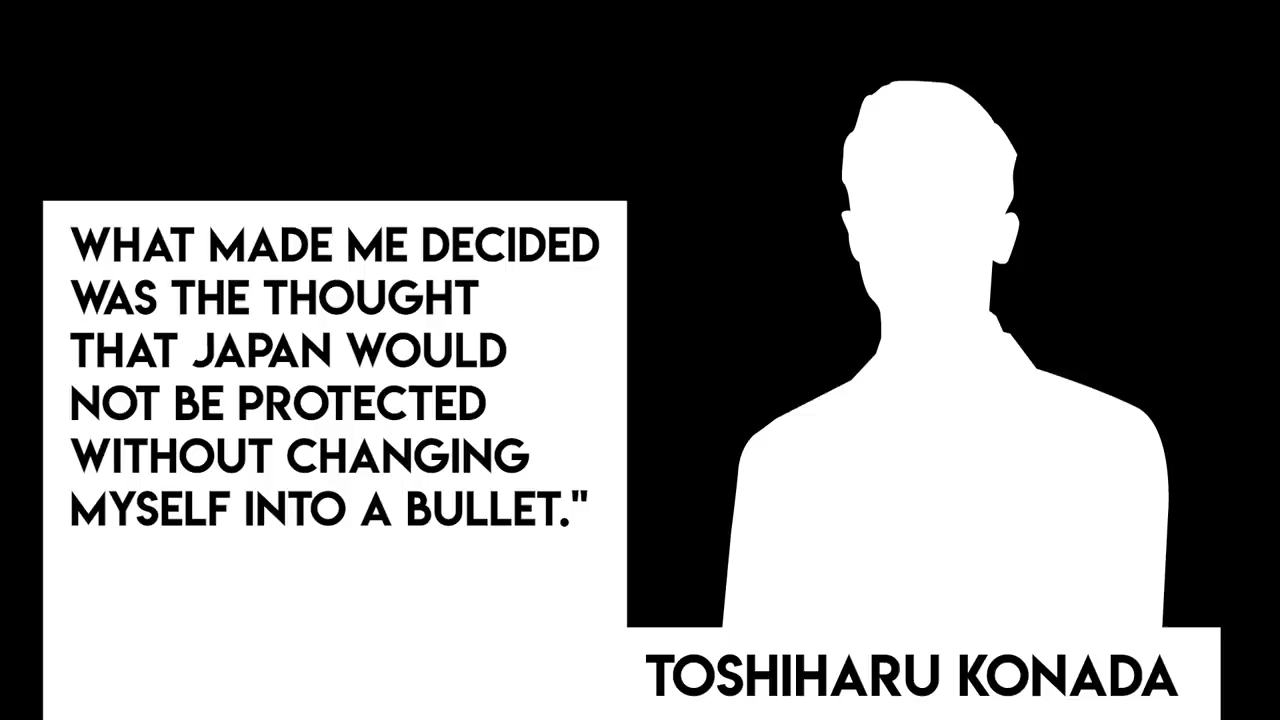 WHAT MADE ME DECIDED
WAS THE THOUGHT
THAT JAPAN WOULD
NOT BE PROTECTED
WITHOUT CHANGING
MYSELF INTO A BULLET."
TOSHIHARU KONADA